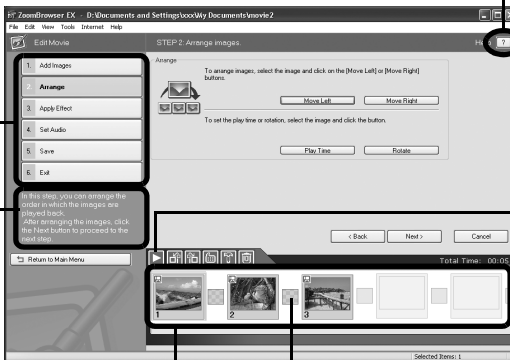 ZoomBrowser EX - D:\Documents and Settings\xxx\My Documents\movie2
File Edit View Tools Internet Help
Edit Movie
STEP 2: Arrange images.
Help ?
1. Add Images
2. Arrange
3. Apply Effect
4. Set Audio
5. Save
6. Exit
In this step, you can arrange the
order in which the images are
played back.
After arranging the images, click
the Next button to proceed to the
next step.
Return to Main Menu
Arrange
To arrange images, select the image and click on the [Move Left] or [Move Right]
buttons.
Move Left Move Right
To set the play time or rotation, select the image and click the button.
Play Time Rotate
< Back Next > Cancel
Total Time: 00:05
1 2 3
Selected Items: 1